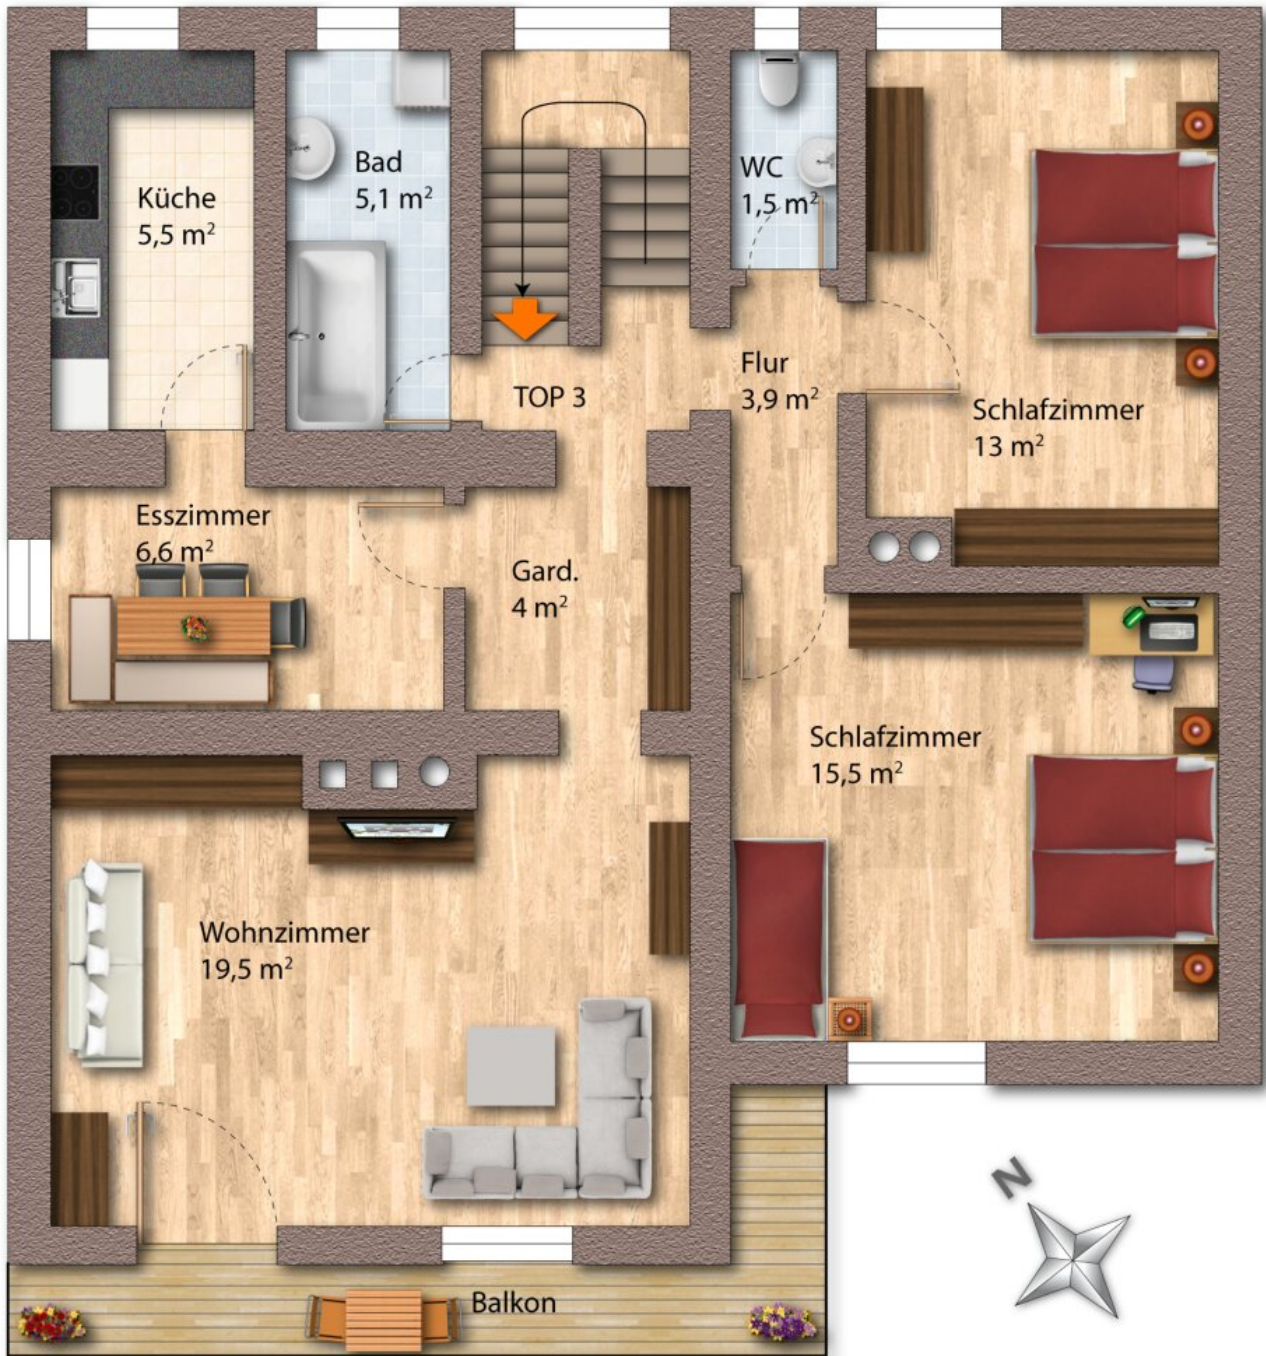 Küche
5,5 m²
Bad
5,1 m²
WC
1,5 m²
TOP 3
Flur
3,9 m²
Schlafzimmer
13 m²
Esszimmer
6,6 m²
Gard.
4 m²
Schlafzimmer
15,5 m²
Wohnzimmer
19,5 m²
N
Balkon